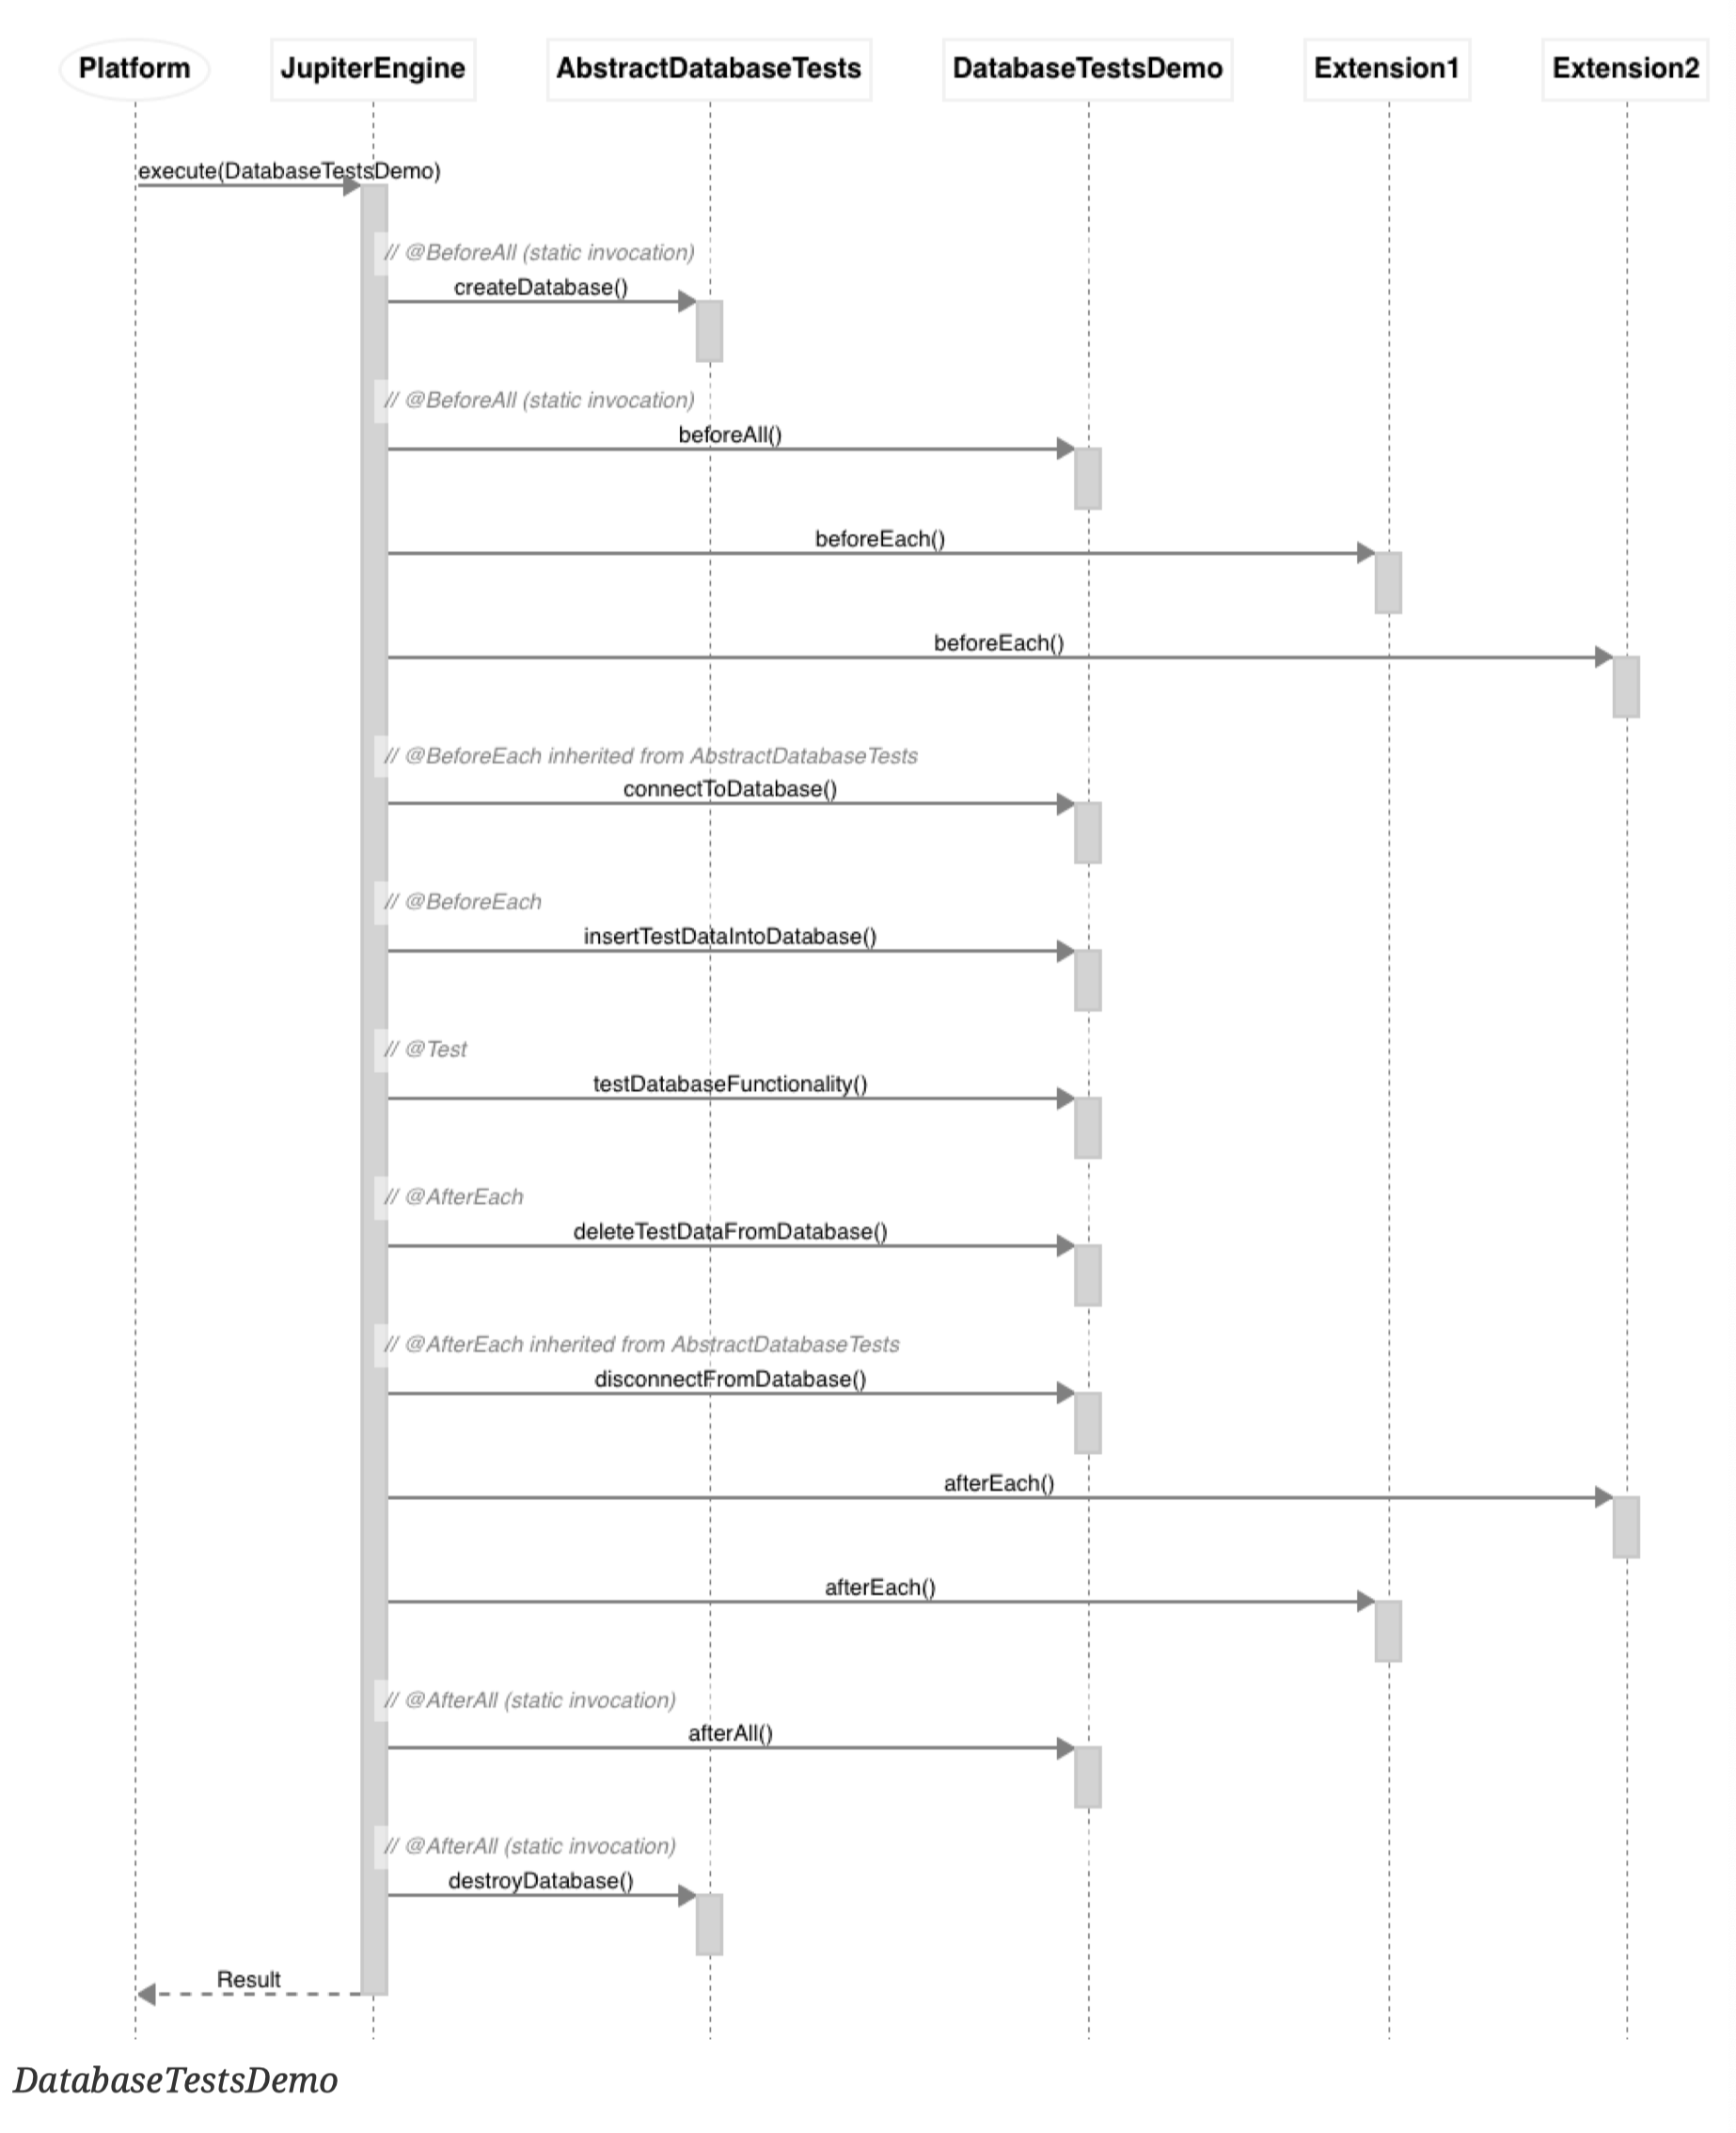 Platform JupiterEngine AbstractDatabaseTests DatabaseTestsDemo Extension1 Extension2
execute(DatabaseTestsDemo)
// @BeforeAll (static invocation)
createDatabase()
// @BeforeAll (static invocation)
beforeAll()
beforeEach()
beforeEach()
// @BeforeEach inherited from AbstractDatabaseTests
connectToDatabase()
// @BeforeEach
insertTestDataIntoDatabase()
// @Test
testDatabaseFunctionality()
// @AfterEach
deleteTestDataFromDatabase()
// @AfterEach inherited from AbstractDatabaseTests
disconnectFromDatabase()
afterEach()
afterEach()
// @AfterAll (static invocation)
afterAll()
// @AfterAll (static invocation)
destroyDatabase()
Result
DatabaseTestsDemo